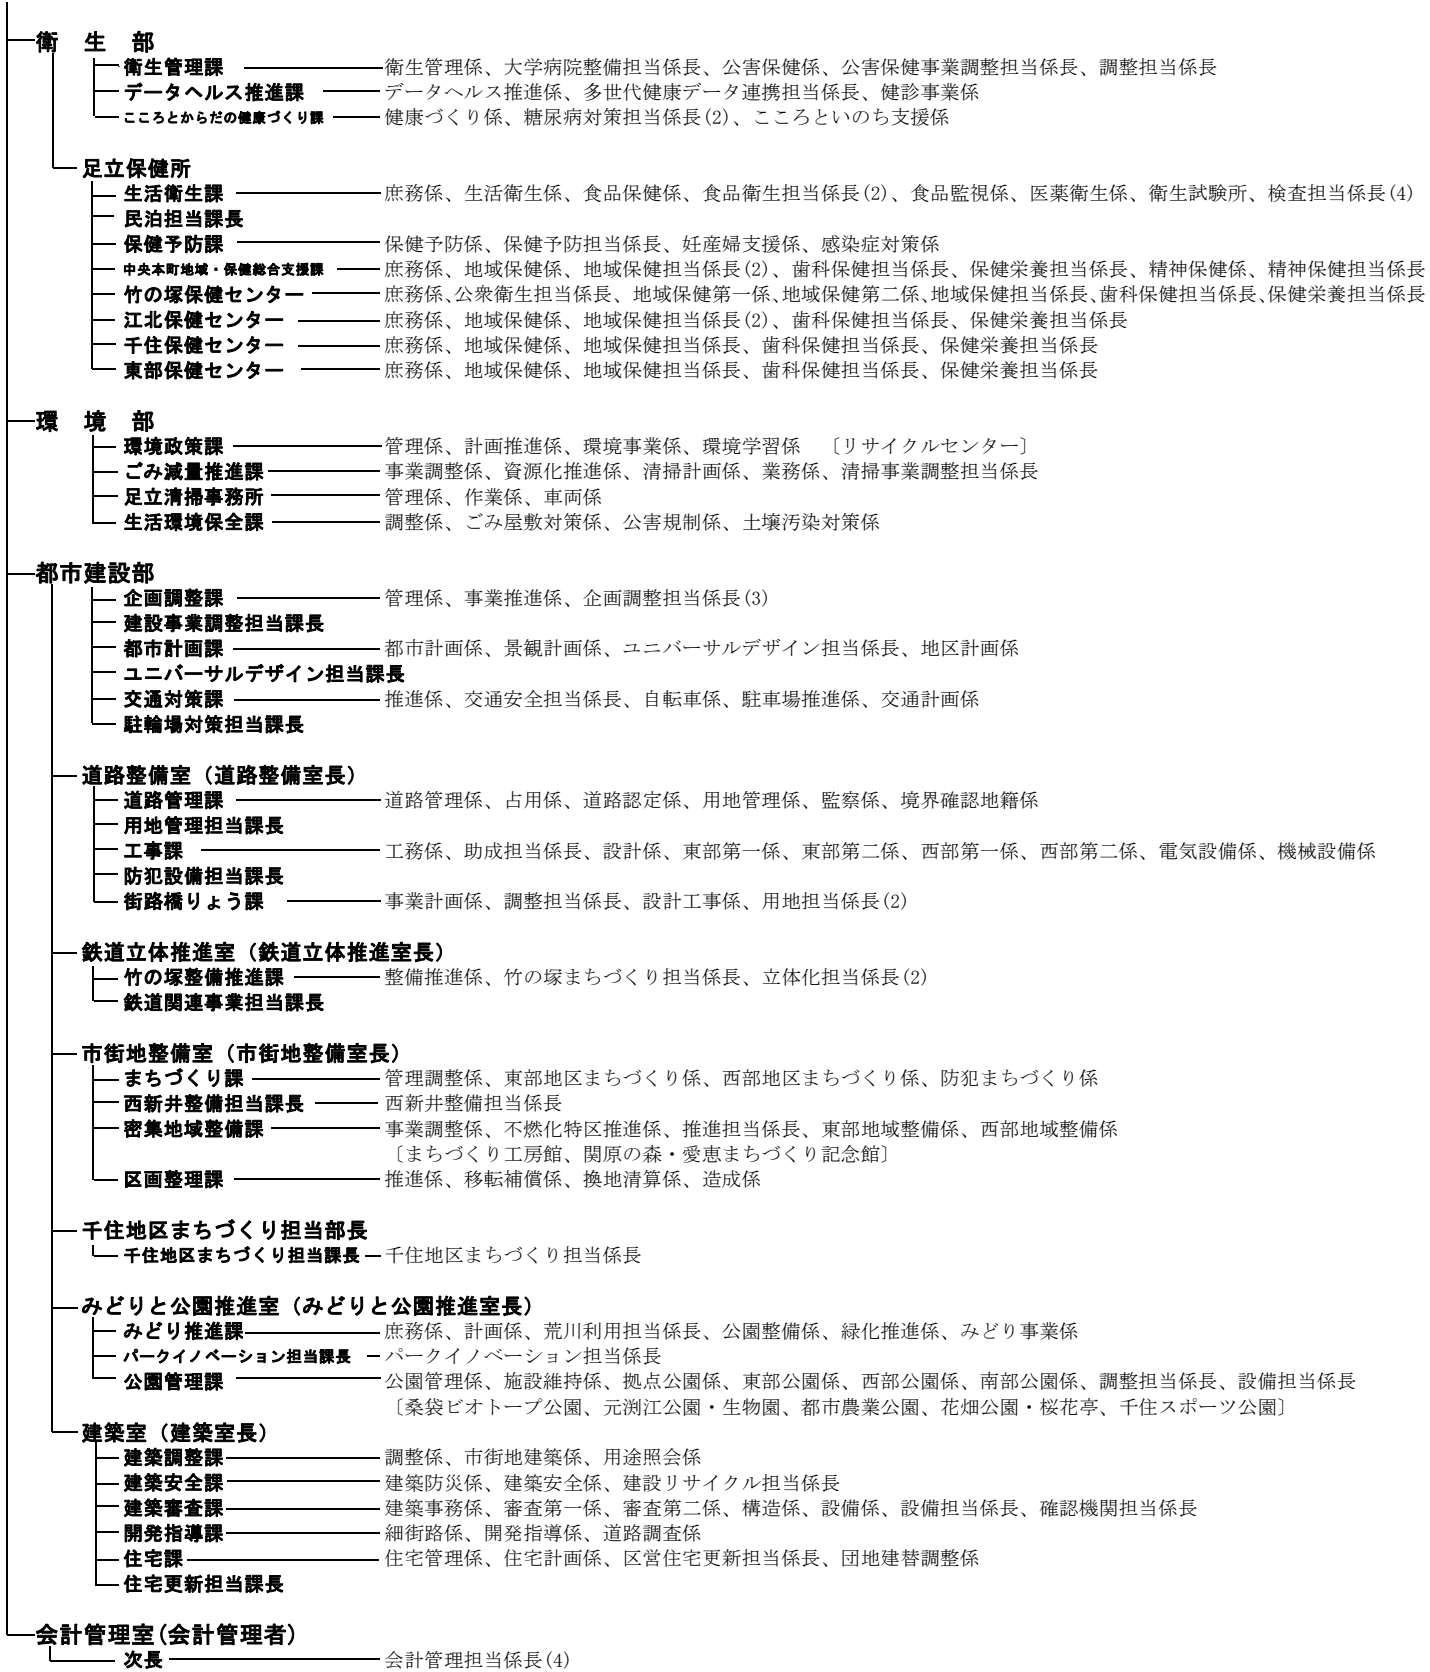 衛　生　部
衛生管理課　衛生管理係、大学病院整備担当係長、公害保健係、公害保健事業調整担当係長、調整担当係長
データヘルス推進課　データヘルス推進係、多世代健康データ連携担当係長、健診事業係
こころとからだの健康づくり課　健康づくり係、糖尿病対策担当係長(2)、こころといのち支援係
足立保健所
生活衛生課　庶務係、生活衛生係、食品保健係、食品衛生担当係長(2)、食品監視係、医薬衛生係、衛生試験所、検査担当係長(4)
民泊担当課長
保健予防課　保健予防係、保健予防担当係長、妊産婦支援係、感染症対策係
中央本町地域・保健総合支援課　庶務係、地域保健係、地域保健担当係長(2)、歯科保健担当係長、保健栄養担当係長、精神保健係、精神保健担当係長
竹の塚保健センター　庶務係、公衆衛生担当係長、地域保健第一係、地域保健第二係、地域保健担当係長、歯科保健担当係長、保健栄養担当係長
江北保健センター　庶務係、地域保健係、地域保健担当係長(2)、歯科保健担当係長、保健栄養担当係長
千住保健センター　庶務係、地域保健係、地域保健担当係長、歯科保健担当係長、保健栄養担当係長
東部保健センター　庶務係、地域保健係、地域保健担当係長、歯科保健担当係長、保健栄養担当係長
環　境　部
環境政策課　管理係、計画推進係、環境事業係、環境学習係　〔リサイクルセンター〕
ごみ減量推進課　事業調整係、資源化推進係、清掃計画係、業務係、清掃事業調整担当係長
足立清掃事務所　管理係、作業係、車両係
生活環境保全課　調整係、ごみ屋敷対策係、公害規制係、土壌汚染対策係
都市建設部
企画調整課　管理係、事業推進係、企画調整担当係長(3)
建設事業調整担当課長
都市計画課　都市計画係、景観計画係、ユニバーサルデザイン担当係長、地区計画係
ユニバーサルデザイン担当課長
交通対策課　推進係、交通安全担当係長、自転車係、駐車場推進係、交通計画係
駐輪場対策担当課長
道路整備室（道路整備室長）
道路管理課　道路管理係、占用係、道路認定係、用地管理係、監察係、境界確認地籍係
用地管理担当課長
工事課　工務係、助成担当係長、設計係、東部第一係、東部第二係、西部第一係、西部第二係、電気設備係、機械設備係
防犯設備担当課長
街路橋りょう課　事業計画係、調整担当係長、設計工事係、用地担当係長(2)
鉄道立体推進室（鉄道立体推進室長）
竹の塚整備推進課　整備推進係、竹の塚まちづくり担当係長、立体化担当係長(2)
鉄道関連事業担当課長
市街地整備室（市街地整備室長）
まちづくり課　管理調整係、東部地区まちづくり係、西部地区まちづくり係、防犯まちづくり係
西新井整備担当課長　西新井整備担当係長
密集地域整備課　事業調整係、不燃化特区推進係、推進担当係長、東部地域整備係、西部地域整備係
〔まちづくり工房館、関原の森・愛恵まちづくり記念館〕
区画整理課　推進係、移転補償係、換地清算係、造成係
千住地区まちづくり担当部長
千住地区まちづくり担当課長　千住地区まちづくり担当係長
みどりと公園推進室（みどりと公園推進室長）
みどり推進課　庶務係、計画係、荒川利用担当係長、公園整備係、緑化推進係、みどり事業係
パークイノベーション担当課長　パークイノベーション担当係長
公園管理課　公園管理係、施設維持係、拠点公園係、東部公園係、西部公園係、南部公園係、調整担当係長、設備担当係長
〔桑袋ビオトープ公園、元渕江公園・生物園、都市農業公園、花畑公園・桜花亭、千住スポーツ公園〕
建築室（建築室長）
建築調整課　調整係、市街地建築係、用途照会係
建築安全課　建築防災係、建築安全係、建設リサイクル担当係長
建築審査課　建築事務係、審査第一係、審査第二係、構造係、設備係、設備担当係長、確認機関担当係長
開発指導課　細街路係、開発指導係、道路調査係
住宅課　住宅管理係、住宅計画係、区営住宅更新担当係長、団地建替調整係
住宅更新担当課長
会計管理室(会計管理者)
次長　会計管理担当係長(4)